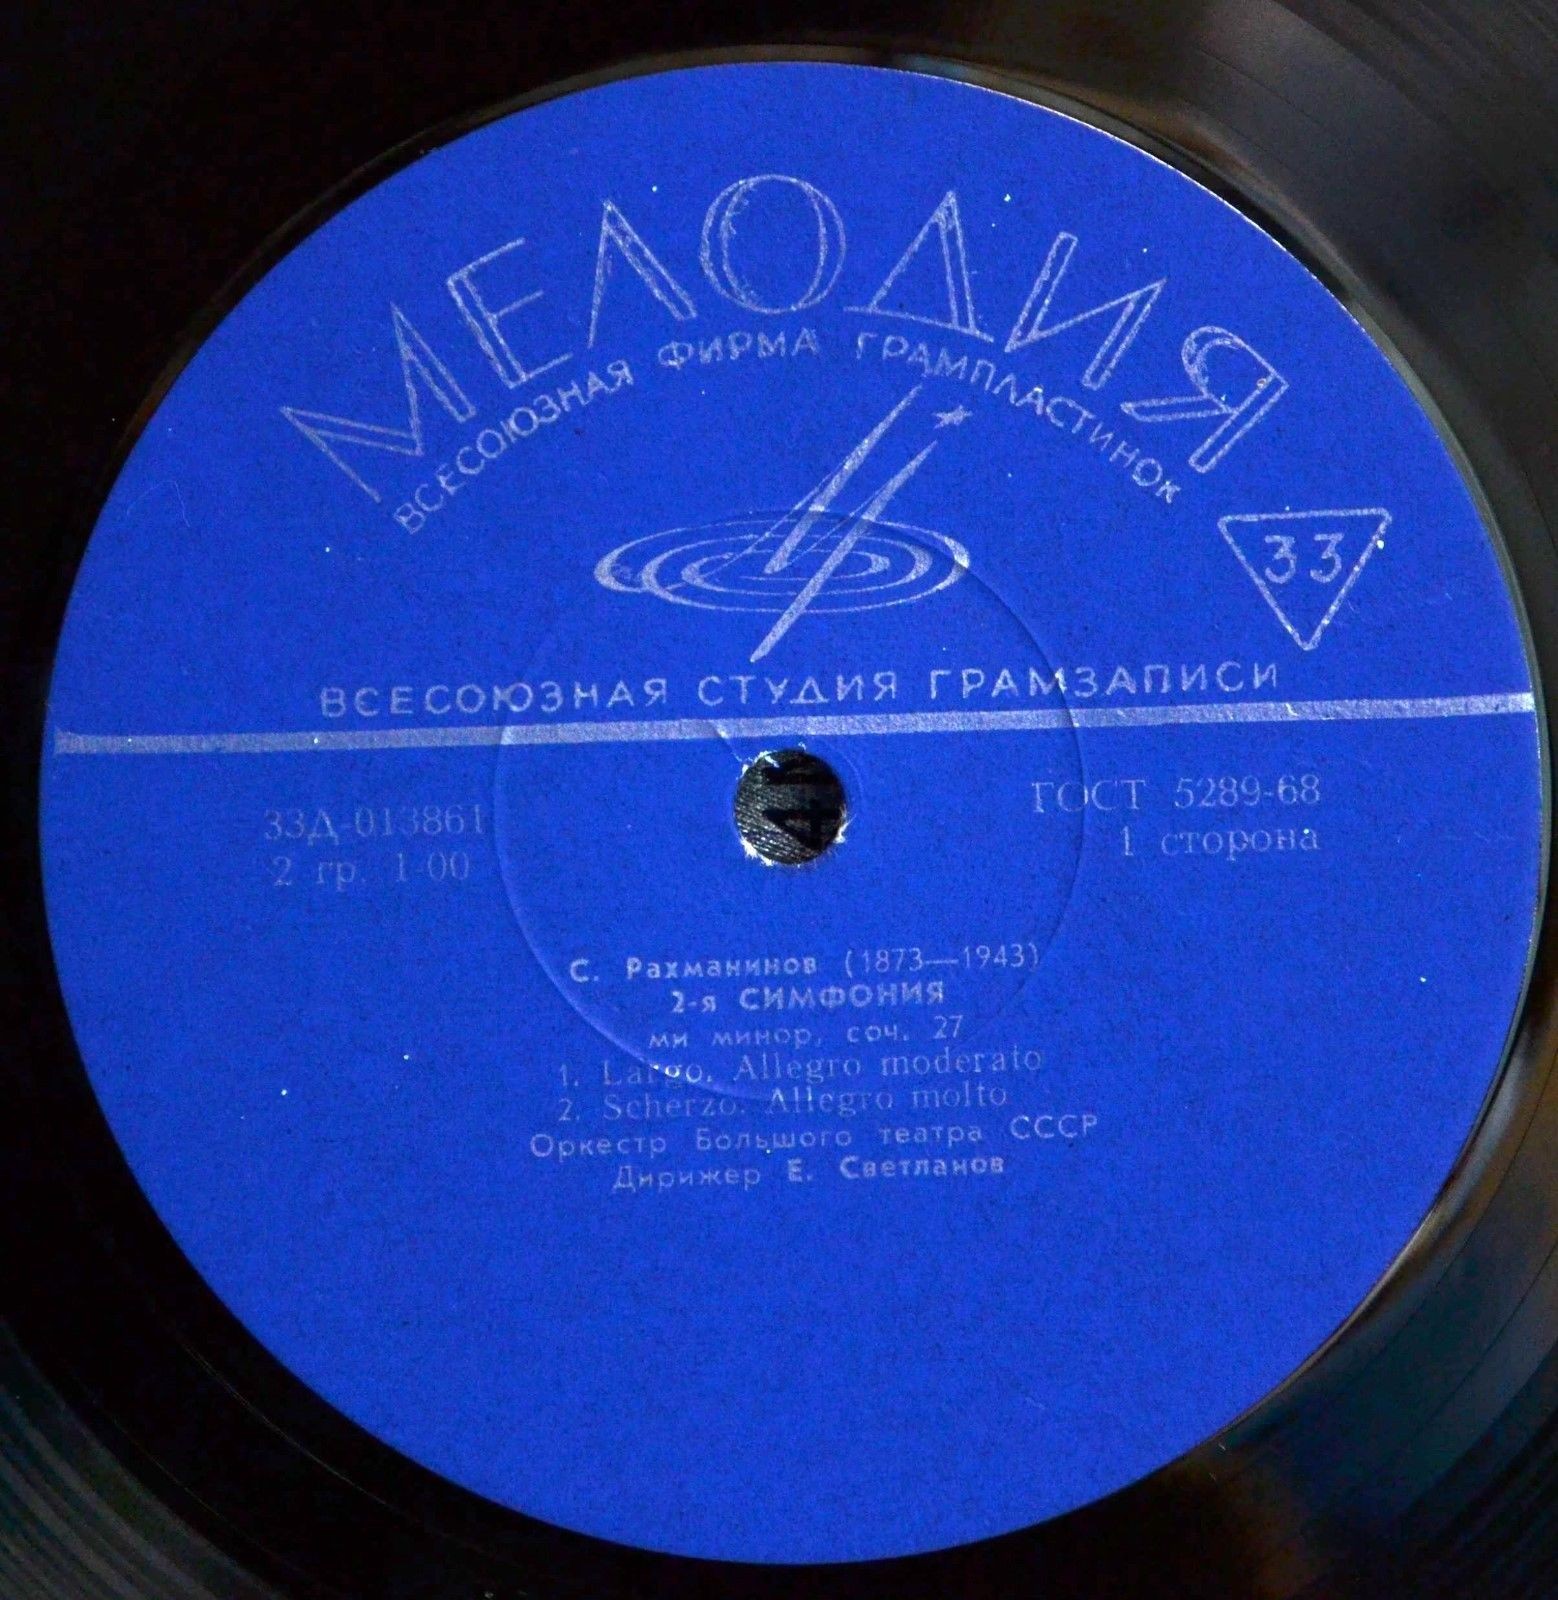 МЕЛОДИЯ
ВСЕСОЮЗНАЯ ФИРМА ГРАМПЛАСТИНОК
33
ВСЕСОЮЗНАЯ СТУДИЯ ГРАМЗАПИСИ
33Д-013861
2 гр. 1-00
ГОСТ 5289-68
1 сторона
С. Рахманинов (1873—1943)
2-я СИМФОНИЯ
ми минор, соч. 27
1. Largo. Allegro moderato
2. Scherzo. Allegro molto
Оркестр Большого театра СССР
Дирижер Е. Светланов